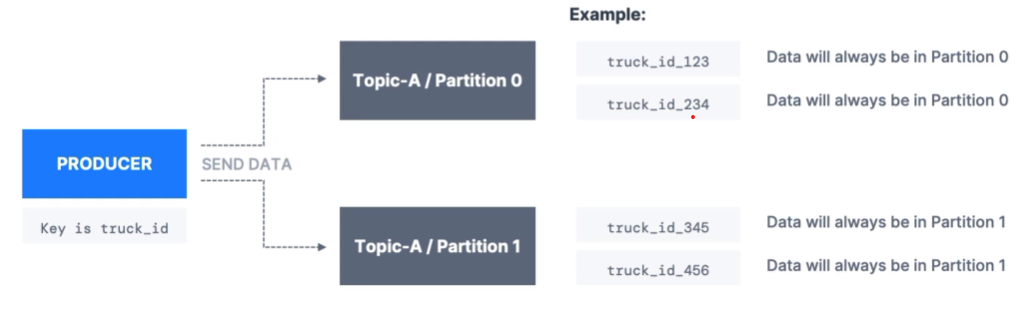 Example:
Topic-A / Partition 0
truck_id_123
Data will always be in Partition 0
truck_id_234
Data will always be in Partition 0
PRODUCER
SEND DATA
Key is truck_id
Topic-A / Partition 1
truck_id_345
Data will always be in Partition 1
truck_id_456
Data will always be in Partition 1